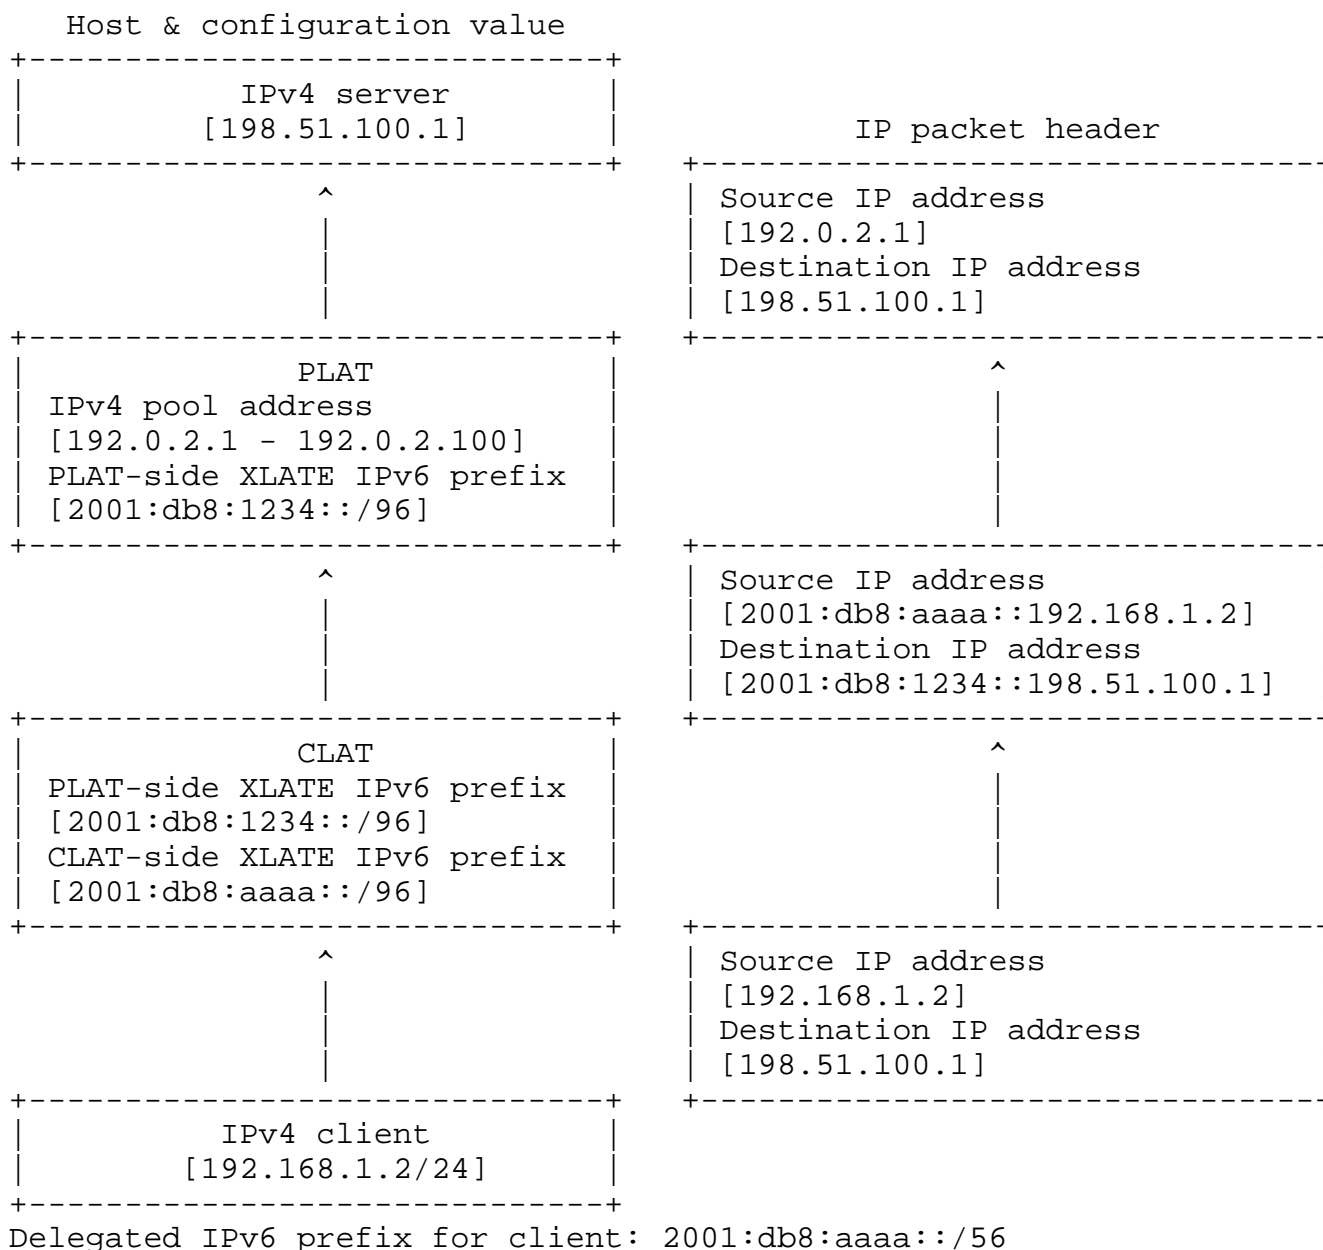 Host & configuration value
IPv4 server
[198.51.100.1]
IP packet header
Source IP address
[192.0.2.1]
Destination IP address
[198.51.100.1]
PLAT
IPv4 pool address
[192.0.2.1 - 192.0.2.100]
PLAT-side XLATE IPv6 prefix
[2001:db8:1234::/96]
Source IP address
[2001:db8:aaaa::192.168.1.2]
Destination IP address
[2001:db8:1234::198.51.100.1]
CLAT
PLAT-side XLATE IPv6 prefix
[2001:db8:1234::/96]
CLAT-side XLATE IPv6 prefix
[2001:db8:aaaa::/96]
Source IP address
[192.168.1.2]
Destination IP address
[198.51.100.1]
IPv4 client
[192.168.1.2/24]
Delegated IPv6 prefix for client: 2001:db8:aaaa::/56